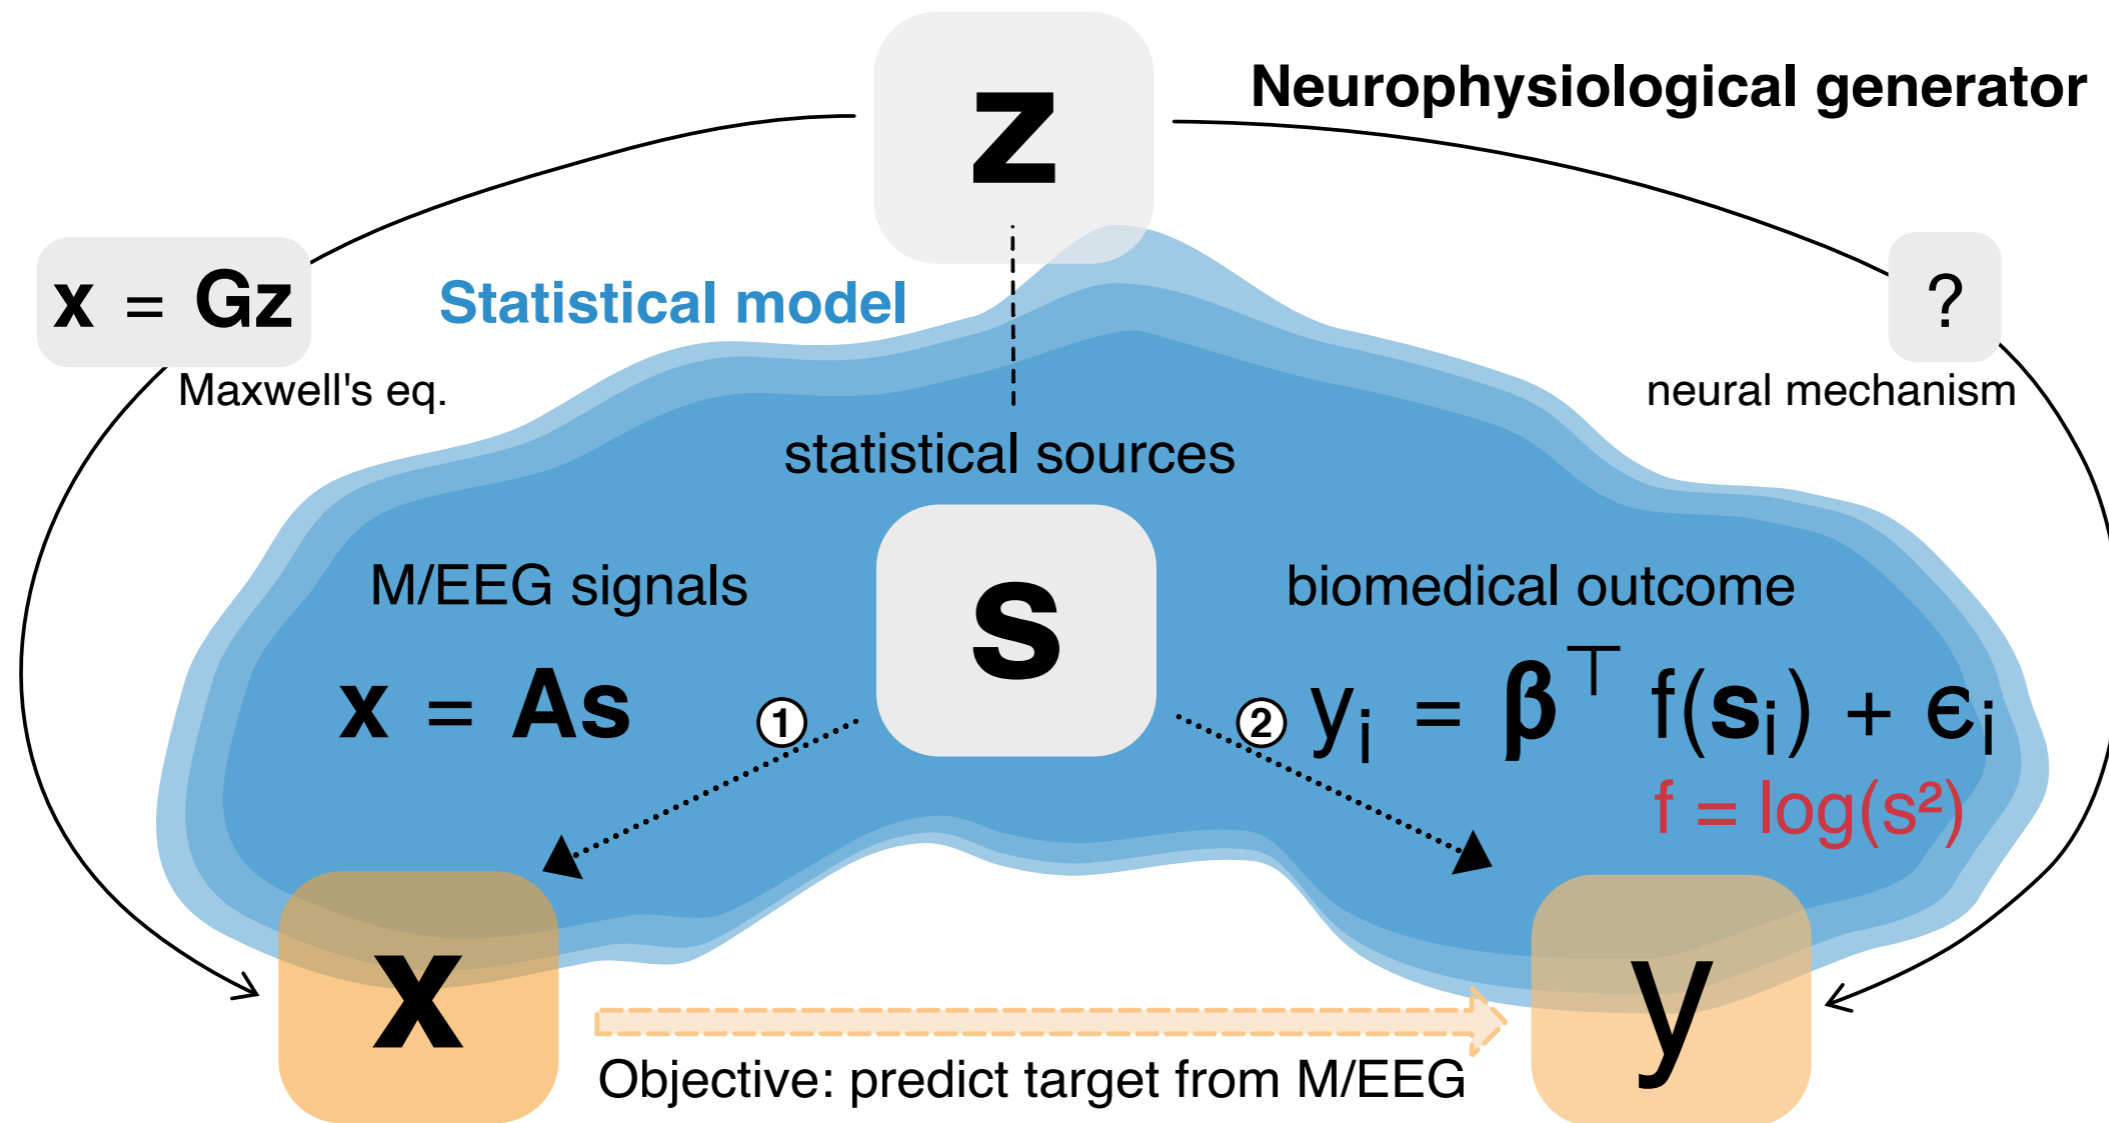 z
Neurophysiological generator
x = Gz
Maxwell's eq.
Statistical model
?
neural mechanism
statistical sources
s
M/EEG signals
x = As
1
biomedical outcome
2
yᵢ = β⊤ f(sᵢ) + ϵᵢ
f = log(s²)
x
y
Objective: predict target from M/EEG